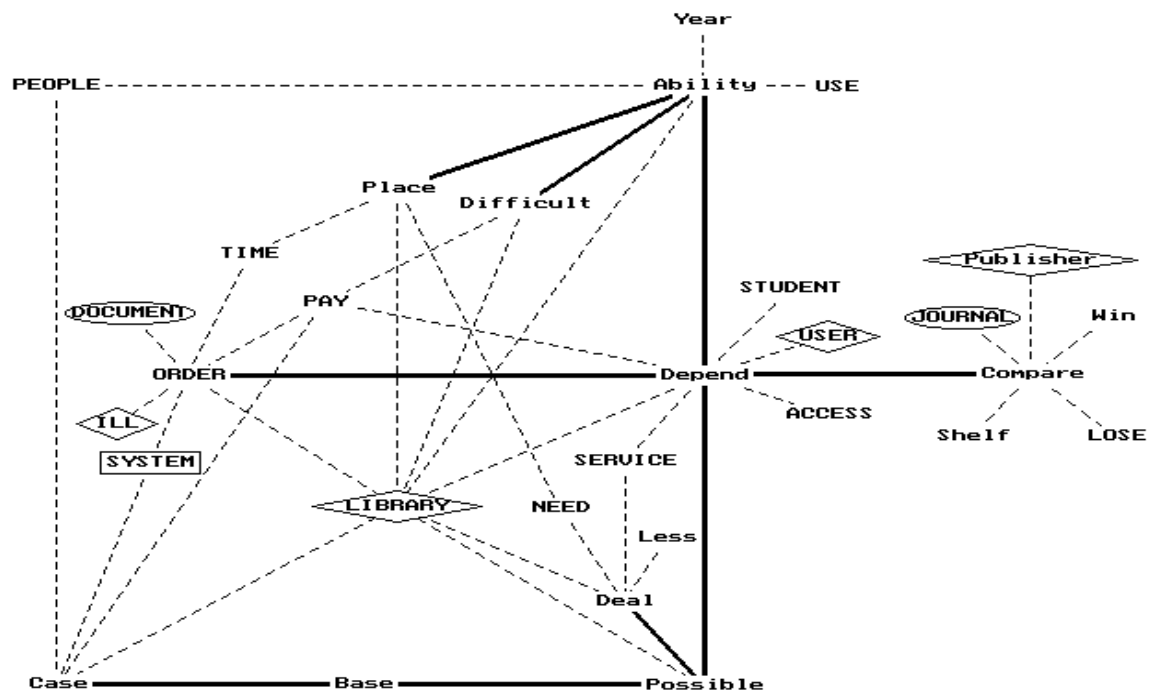 Year
PEOPLE
Ability
USE
Place
Difficult
TIME
Publisher
STUDENT
PAY
DOCUMENT
JOURNAL
Win
USER
ORDER
Depend
Compare
ACCESS
ILL
Shelf
LOSE
SYSTEM
SERVICE
LIBRARY
NEED
Less
Deal
Case
Base
Possible